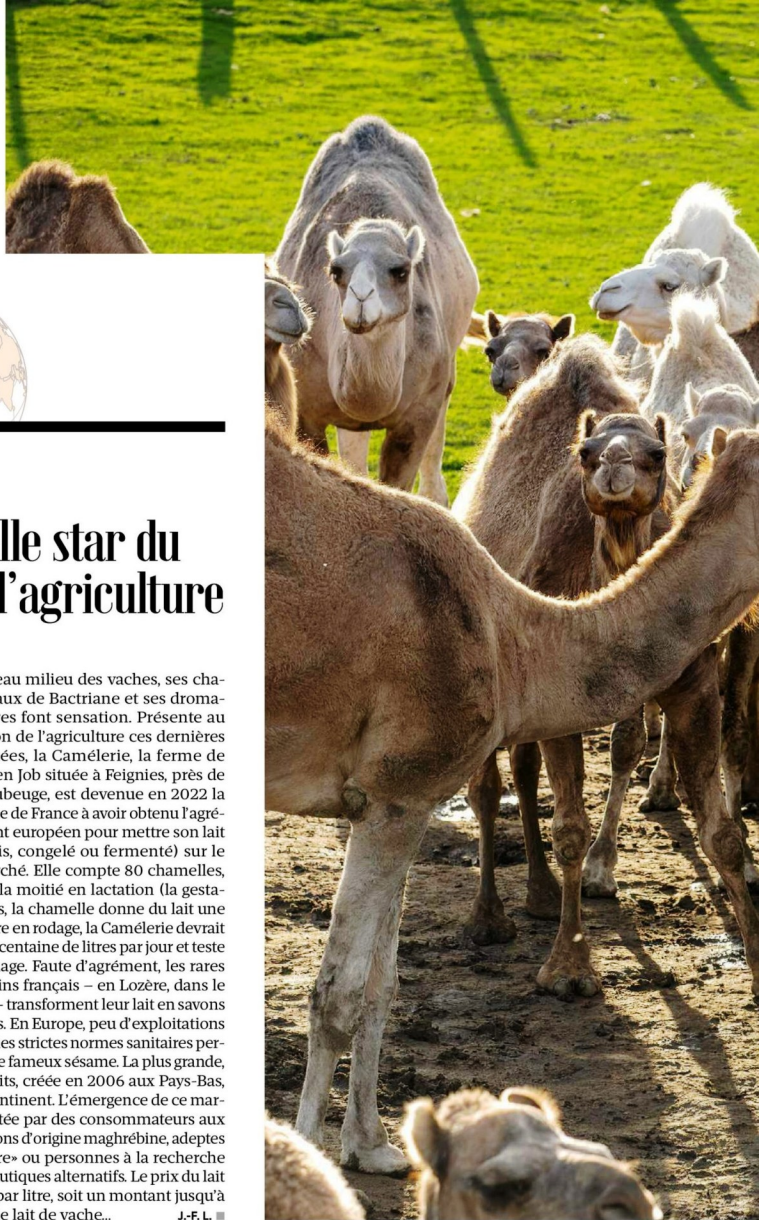 lle star du
l'agriculture
eau milieu des vaches, ses cha-
aux de Bactriane et ses droma-
res font sensation. Présente au
on de l'agriculture ces dernières
ées, la Camélerie, la ferme de
en Job située à Feignies, près de
ubeuge, est devenue en 2022 la
e de France à avoir obtenu l'agré-
nt européen pour mettre son lait
is, congelé ou fermenté) sur le
ché. Elle compte 80 chamelles,
la moitié en lactation (la gesta-
s, la chamelle donne du lait une
re en rodage, la Camélerie devrait
centaine de litres par jour et teste
age. Faute d'agrément, les rares
ins français – en Lozère, dans le
– transforment leur lait en savons
s. En Europe, peu d'exploitations
les strictes normes sanitaires per-
e fameux sésame. La plus grande,
its, créée en 2006 aux Pays-Bas,
ntinent. L'émergence de ce mar-
tée par des consommateurs aux
ons d'origine maghrébine, adeptes
re» ou personnes à la recherche
utiques alternatifs. Le prix du lait
par litre, soit un montant jusqu'à
e lait de vache... J.-F. L.